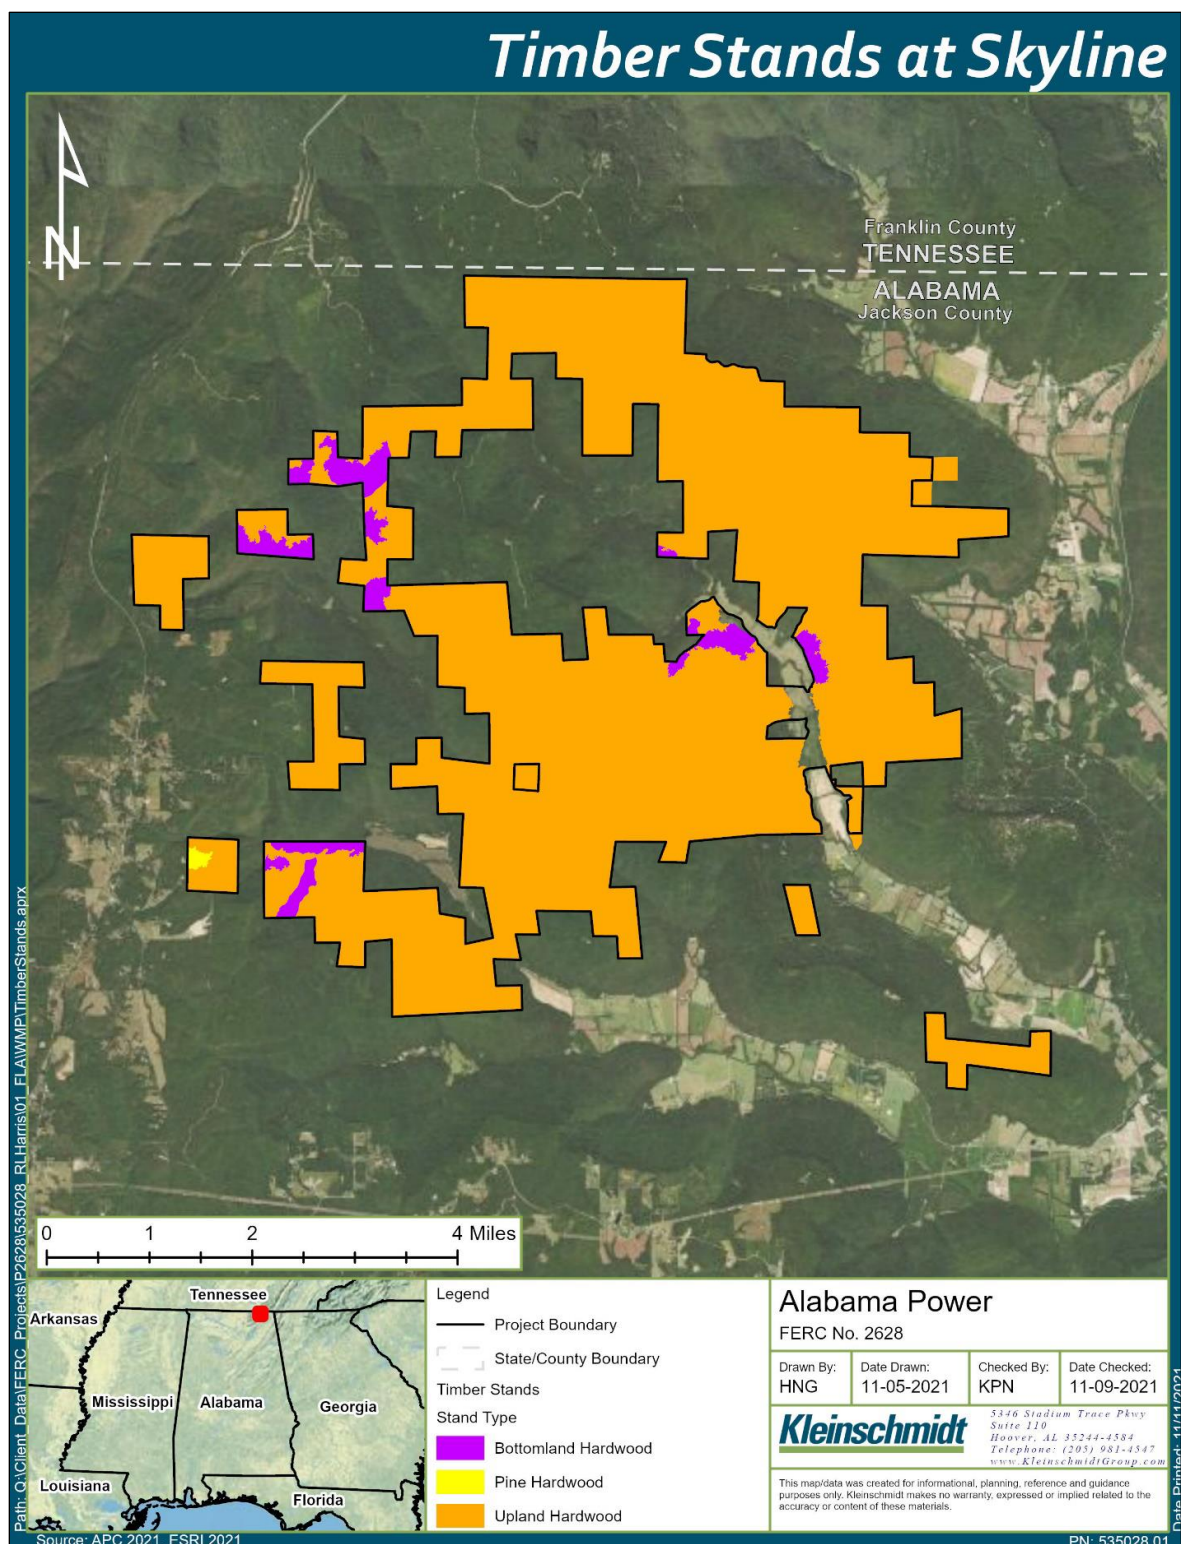 Timber Stands at Skyline
N
Franklin County
TENNESSEE
ALABAMA
Jackson County
0 1 2 4 Miles
Tennessee
Arkansas
Mississippi
Alabama
Georgia
Louisiana
Florida
Legend
Project Boundary
State/County Boundary
Timber Stands
Stand Type
Bottomland Hardwood
Pine Hardwood
Upland Hardwood
Alabama Power
FERC No. 2628
Drawn By:
HNG
Date Drawn:
11-05-2021
Checked By:
KPN
Date Checked:
11-09-2021
Kleinschmidt
5346 Stadium Trace Pkwy
Suite 110
Hoover, AL 35244-4584
Telephone: (205) 981-4547
www.KleinschmidtGroup.com
This map/data was created for informational, planning, reference and guidance
purposes only. Kleinschmidt makes no warranty, expressed or implied related to the
accuracy or content of these materials.
Path: Q:\Client_Data\FERC_Projects\P2628\535028_RLHarris\01_FLA\WMP\TimberStands.aprx
Date Printed: 11/11/2021
Source: APC 2021, ESRI 2021
PN: 535028.01